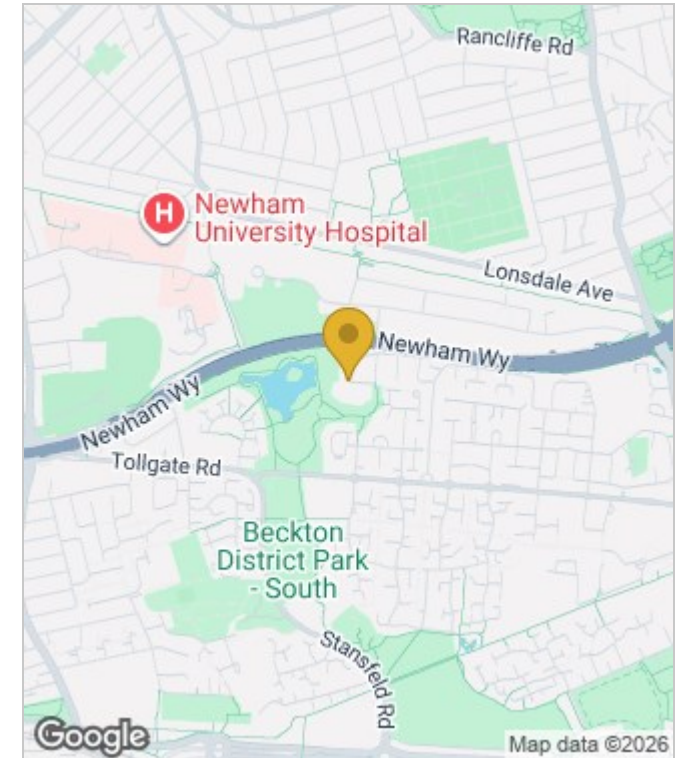 Rancliffe Rd
H
Newham
University Hospital
Lonsdale Ave
Newham Wy
Newham Wy
Tollgate Rd
Beckton
District Park
- South
Stansfeld Rd
Google
Map data ©2026